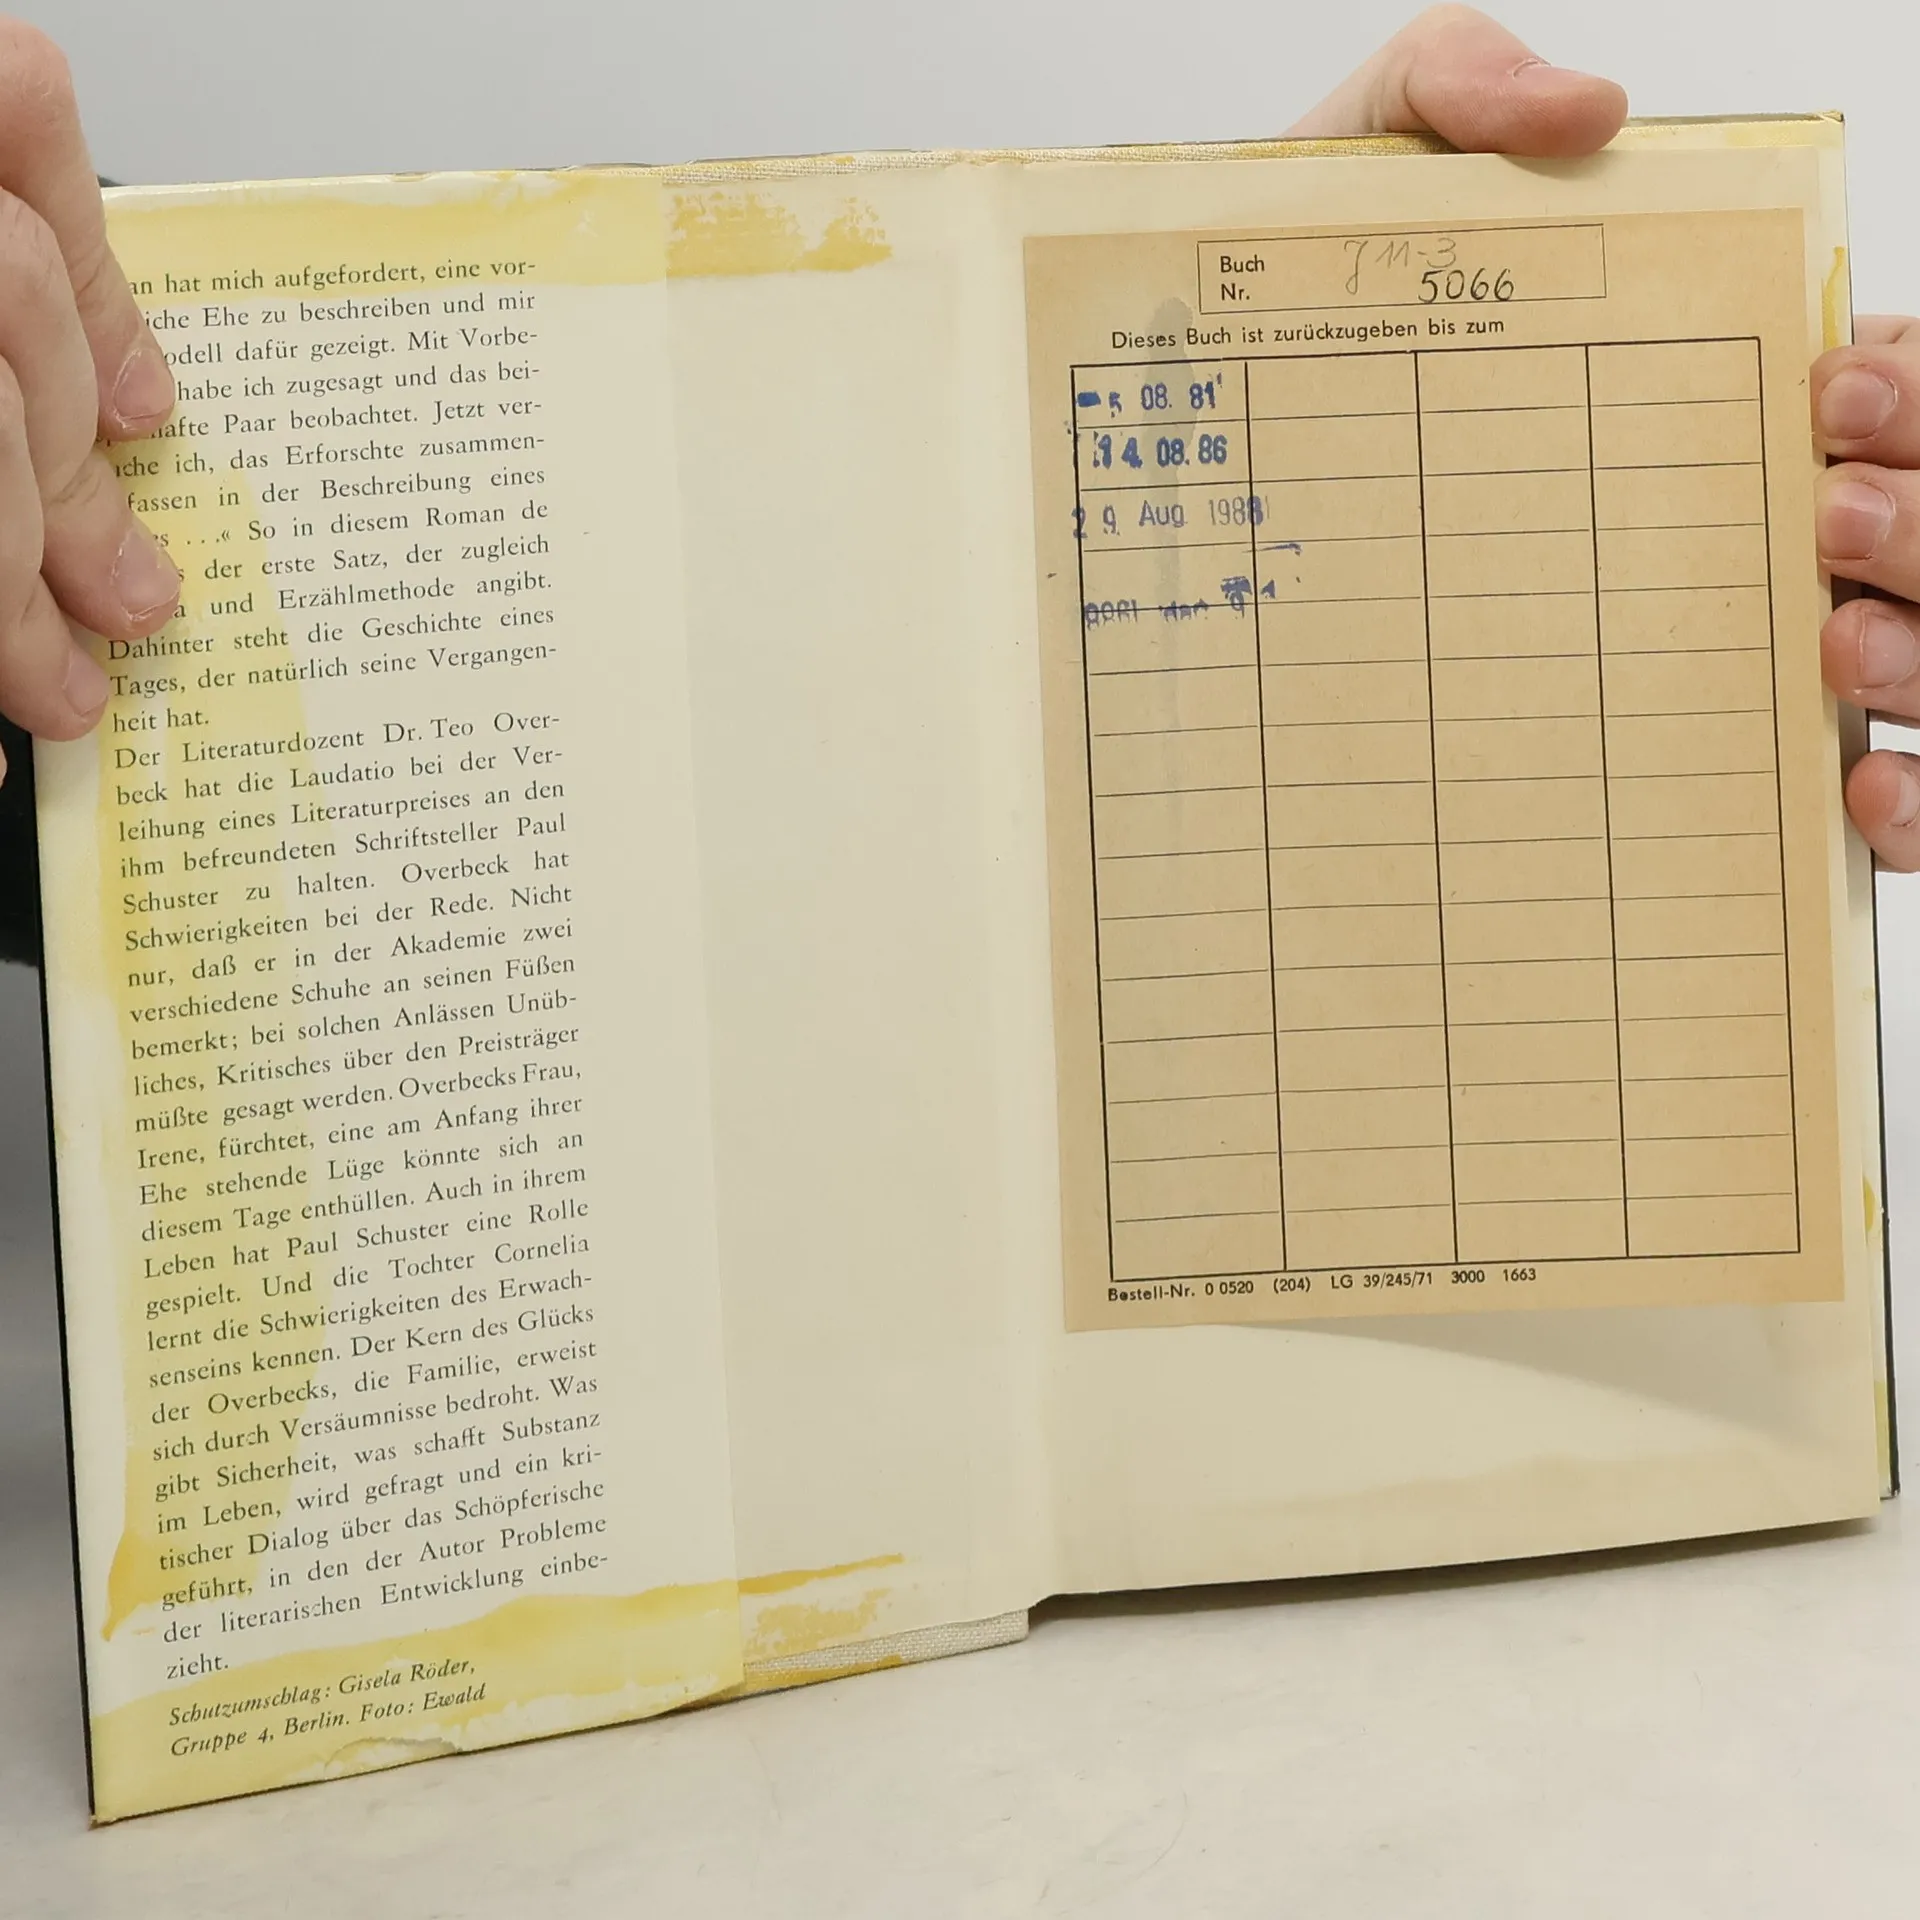 an hat mich aufgefordert, eine vor-
iche Ehe zu beschreiben und mir
odell dafür gezeigt. Mit Vorbe-
habe ich zugesagt und das bei-
afte Paar beobachtet. Jetzt ver-
che ich, das Erforschte zusammen-
fassen in der Beschreibung eines
s ...« So in diesem Roman de
s der erste Satz, der zugleich
a und Erzählmethode angibt.
Dahinter steht die Geschichte eines
Tages, der natürlich seine Vergangen-
heit hat.
Der Literaturdozent Dr. Teo Over-
beck hat die Laudatio bei der Ver-
leihung eines Literaturpreises an den
ihm befreundeten Schriftsteller Paul
Schuster zu halten. Overbeck hat
Schwierigkeiten bei der Rede. Nicht
nur, daß er in der Akademie zwei
verschiedene Schuhe an seinen Füßen
bemerkt; bei solchen Anlässen Unüb-
liches, Kritisches über den Preisträger
müßte gesagt werden. Overbecks Frau,
Irene, fürchtet, eine am Anfang ihrer
Ehe stehende Lüge könnte sich an
diesem Tage enthüllen. Auch in ihrem
Leben hat Paul Schuster eine Rolle
gespielt. Und die Tochter Cornelia
lernt die Schwierigkeiten des Erwach-
senseins kennen. Der Kern des Glücks
der Overbecks, die Familie, erweist
sich durch Versäumnisse bedroht. Was
gibt Sicherheit, was schafft Substanz
im Leben, wird gefragt und ein kri-
tischer Dialog über das Schöpferische
geführt, in den der Autor Probleme
der literarischen Entwicklung einbe-
zieht.
Schutzumschlag: Gisela Röder,
Gruppe 4, Berlin. Foto: Ewald
Buch J 11-3
Nr. 5066
Dieses Buch ist zurückzugeben bis zum
- 5 08. 81
14. 08. 86
29. Aug. 1988
Bestell-Nr. 0 0520 (204) LG 39/245/71 3000 1663